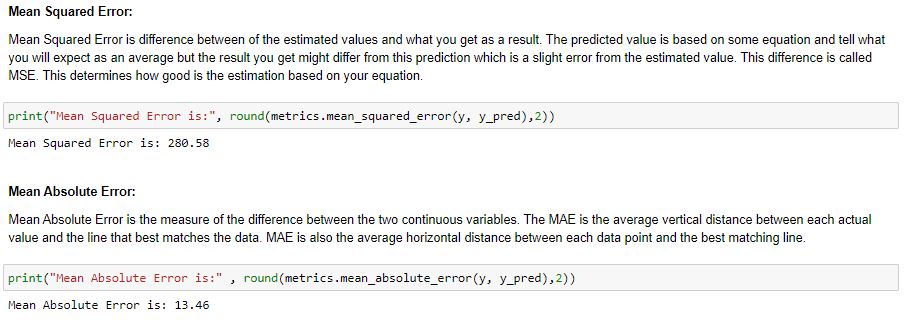 Mean Squared Error:
Mean Squared Error is difference between of the estimated values and what you get as a result. The predicted value is based on some equation and tell what
you will expect as an average but the result you get might differ from this prediction which is a slight error from the estimated value. This difference is called
MSE. This determines how good is the estimation based on your equation.
print("Mean Squared Error is:", round(metrics.mean_squared_error(y, y_pred),2))
Mean Squared Error is: 280.58
Mean Absolute Error:
Mean Absolute Error is the measure of the difference between the two continuous variables. The MAE is the average vertical distance between each actual
value and the line that best matches the data. MAE is also the average horizontal distance between each data point and the best matching line.
print("Mean Absolute Error is:" , round(metrics.mean_absolute_error(y, y_pred),2))
Mean Absolute Error is: 13.46